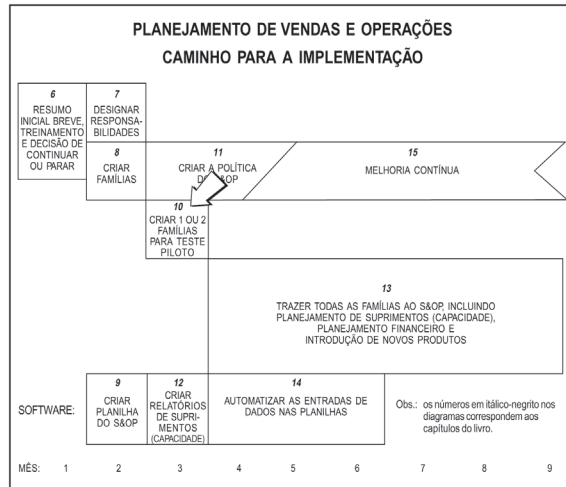 PLANEJAMENTO DE VENDAS E OPERAÇÕES
CAMINHO PARA A IMPLEMENTAÇÃO
6
RESUMO
INICIAL BREVE,
TREINAMENTO
E DECISÃO DE
CONTINUAR
OU PARAR
7
DESIGNAR
RESPONSA-
BILIDADES
8
CRIAR
FAMÍLIAS
11
CRIAR A POLÍTICA
DO S&OP
15
MELHORIA CONTÍNUA
10
CRIAR 1 OU 2
FAMÍLIAS
PARA TESTE
PILOTO
13
TRAZER TODAS AS FAMÍLIAS AO S&OP, INCLUINDO
PLANEJAMENTO DE SUPRIMENTOS (CAPACIDADE),
PLANEJAMENTO FINANCEIRO E
INTRODUÇÃO DE NOVOS PRODUTOS
SOFTWARE:
9
CRIAR
PLANILHA
DO S&OP
12
CRIAR
RELATÓRIOS
DE SUPRI-
MENTOS
(CAPACIDADE)
14
AUTOMATIZAR AS ENTRADAS DE
DADOS NAS PLANILHAS
Obs.: os números em itálico-negrito nos
diagramas correspondem aos
capítulos do livro.
MÊS: 1 2 3 4 5 6 7 8 9